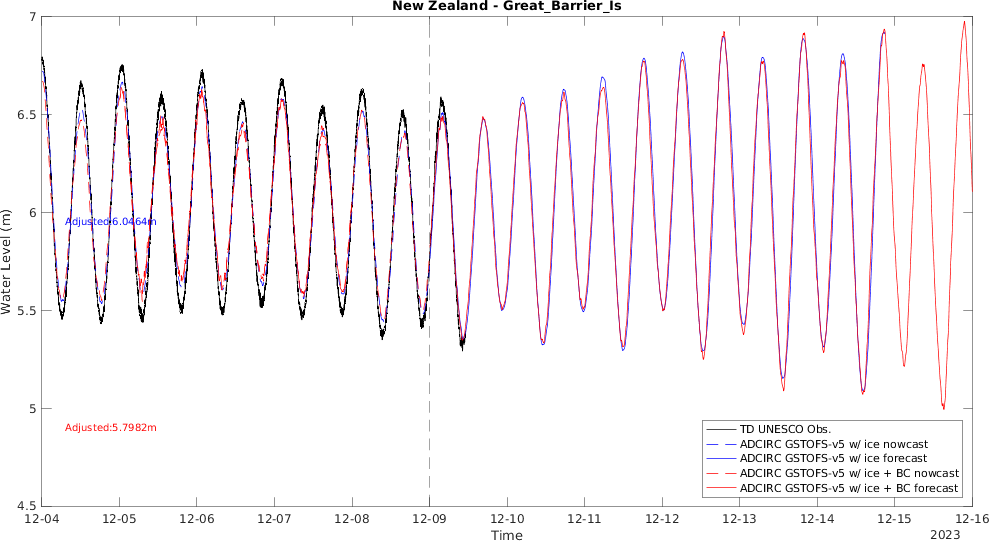 New Zealand - Great_Barrier_Is
Water Level (m)
7
6.5
6
5.5
5
4.5
Adjusted:6.0464m
Adjusted:5.7982m
TD UNESCO Obs.
ADCIRC GSTOFS-v5 w/ ice nowcast
ADCIRC GSTOFS-v5 w/ ice forecast
ADCIRC GSTOFS-v5 w/ ice + BC nowcast
ADCIRC GSTOFS-v5 w/ ice + BC forecast
12-04 12-05 12-06 12-07 12-08 12-09 12-10 12-11 12-12 12-13 12-14 12-15 12-16
Time
2023